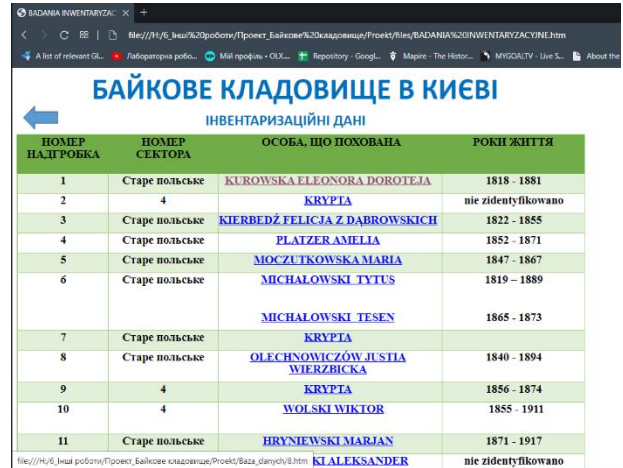 BADANIA INWENTARYZAC
file:///H:/6_Інші%20роботи/Проект_Байкове%20кладовище/Proekt/files/BADANIA%20INWENTARYZACYJNE.htm
A list of relevant Gl... Лабораторна робо... Мій профіль • OLX.... Repository - Googl... Mapire - The Histor... MYGOALTV - Live S... About the
БАЙКОВЕ КЛАДОВИЩЕ В КИЄВІ
ІНВЕНТАРИЗАЦІЙНІ ДАНІ
НОМЕР НАДГРОБКА НОМЕР СЕКТОРА ОСОБА, ЩО ПОХОВАНА РОКИ ЖИТТЯ
1 Старе польське KUROWSKA ELEONORA DOROTEJA 1818 - 1881
2 4 KRYPTA nie zidentyfikowano
3 Старе польське KIERBEDŹ FELICJA Z DĄBROWSKICH 1822 - 1855
4 Старе польське PLATZER AMELIA 1852 - 1871
5 Старе польське MOCZUTKOWSKA MARIA 1847 - 1867
6 Старе польське MICHAŁOWSKI TYTUS 1819 – 1889
MICHAŁOWSKI TESEN 1865 - 1873
7 Старе польське KRYPTA
8 Старе польське OLECHNOWICZÓW JUSTIA 1840 - 1894
WIERZBICKA
9 4 KRYPTA 1856 - 1874
10 4 WOLSKI WIKTOR 1855 - 1911
11 Старе польське HRYNIEWSKI MARJAN 1871 - 1917
file:///H:/6_Інші роботи/Проект_Байкове кладовище/Proekt/Baza_danych/8.htm KI ALEKSANDER nie zidentyfikowano